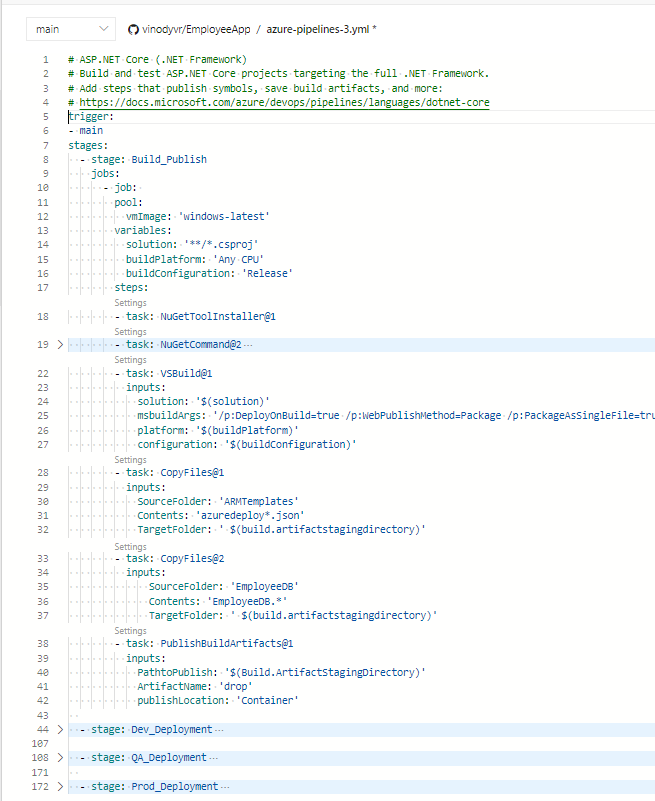 main vinodyvr/EmployeeApp / azure-pipelines-3.yml *
1 # ASP.NET Core (.NET Framework)
2 # Build and test ASP.NET Core projects targeting the full .NET Framework.
3 # Add steps that publish symbols, save build artifacts, and more:
4 # https://docs.microsoft.com/azure/devops/pipelines/languages/dotnet-core
5 trigger:
6 - main
7 stages:
8 - stage: Build_Publish
9 jobs:
10 - job:
11 pool:
12 vmImage: 'windows-latest'
13 variables:
14 solution: '**/*.csproj'
15 buildPlatform: 'Any CPU'
16 buildConfiguration: 'Release'
17 steps:
Settings
18 - task: NuGetToolInstaller@1
Settings
19 - task: NuGetCommand@2 ...
Settings
22 - task: VSBuild@1
23 inputs:
24 solution: '$(solution)'
25 msbuildArgs: '/p:DeployOnBuild=true /p:WebPublishMethod=Package /p:PackageAsSingleFile=tru
26 platform: '$(buildPlatform)'
27 configuration: '$(buildConfiguration)'
Settings
28 - task: CopyFiles@1
29 inputs:
30 SourceFolder: 'ARMTemplates'
31 Contents: 'azuredeploy*.json'
32 TargetFolder: ' $(build.artifactstagingdirectory)'
Settings
33 - task: CopyFiles@2
34 inputs:
35 SourceFolder: 'EmployeeDB'
36 Contents: 'EmployeeDB.*'
37 TargetFolder: ' $(build.artifactstagingdirectory)'
Settings
38 - task: PublishBuildArtifacts@1
39 inputs:
40 PathtoPublish: '$(Build.ArtifactStagingDirectory)'
41 ArtifactName: 'drop'
42 publishLocation: 'Container'
43
44 - stage: Dev_Deployment ...
107
108 - stage: QA_Deployment ...
171
172 - stage: Prod_Deployment ...